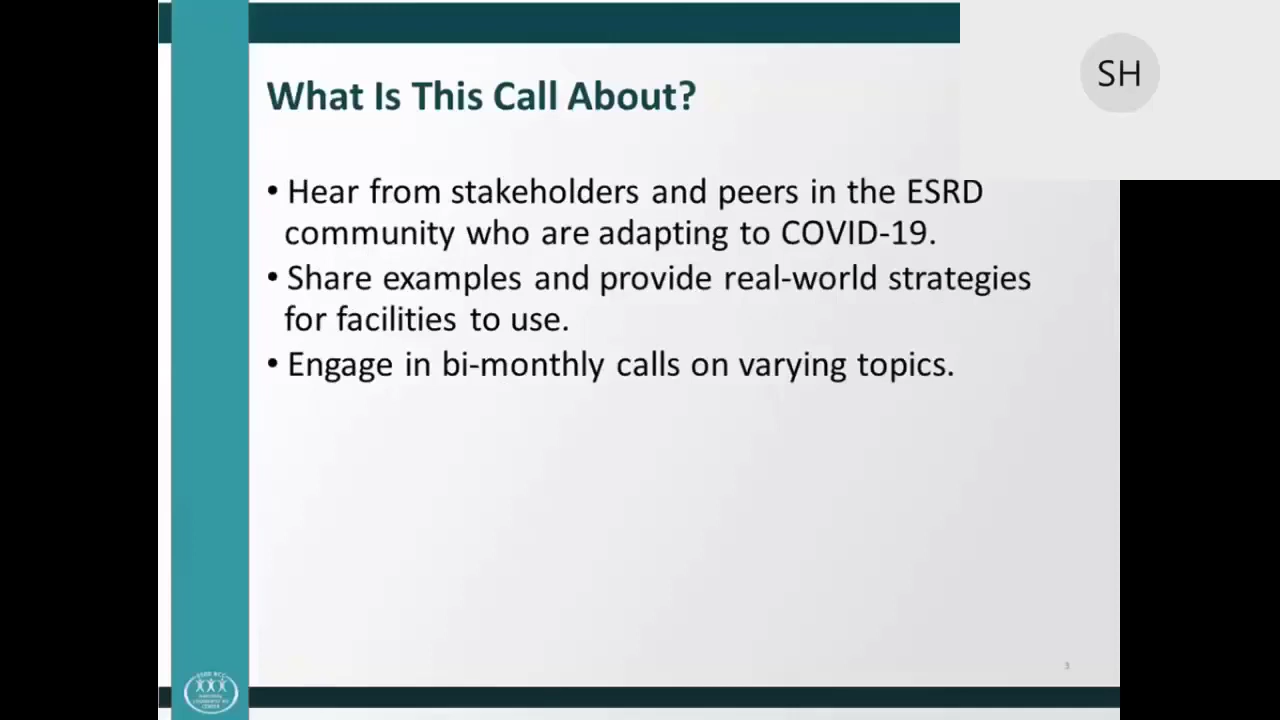 SH
What Is This Call About?
• Hear from stakeholders and peers in the ESRD
community who are adapting to COVID-19.
• Share examples and provide real-world strategies
for facilities to use.
• Engage in bi-monthly calls on varying topics.
3
ESRD NCC